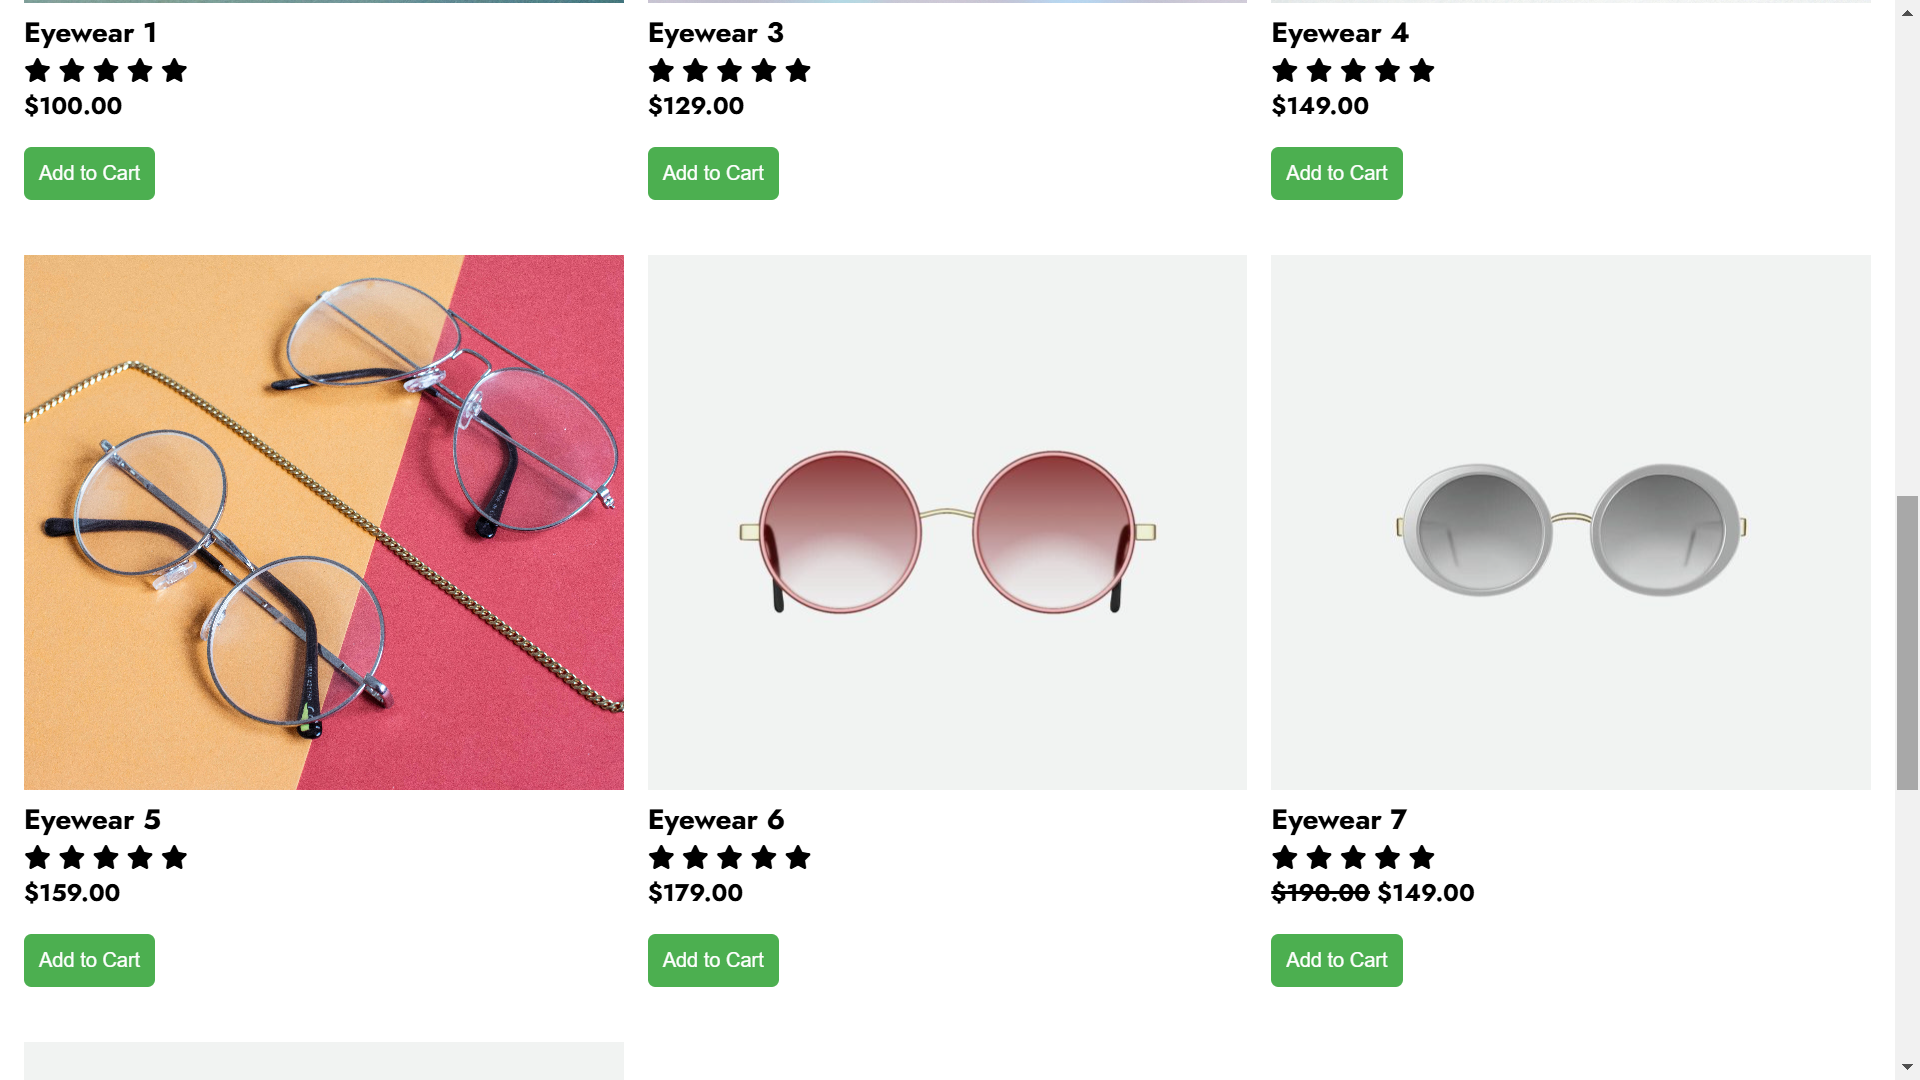 Eyewear 1
$100.00
Add to Cart
Eyewear 3
$129.00
Add to Cart
Eyewear 4
$149.00
Add to Cart
Eyewear 5
$159.00
Add to Cart
Eyewear 6
$179.00
Add to Cart
Eyewear 7
$190.00 $149.00
Add to Cart